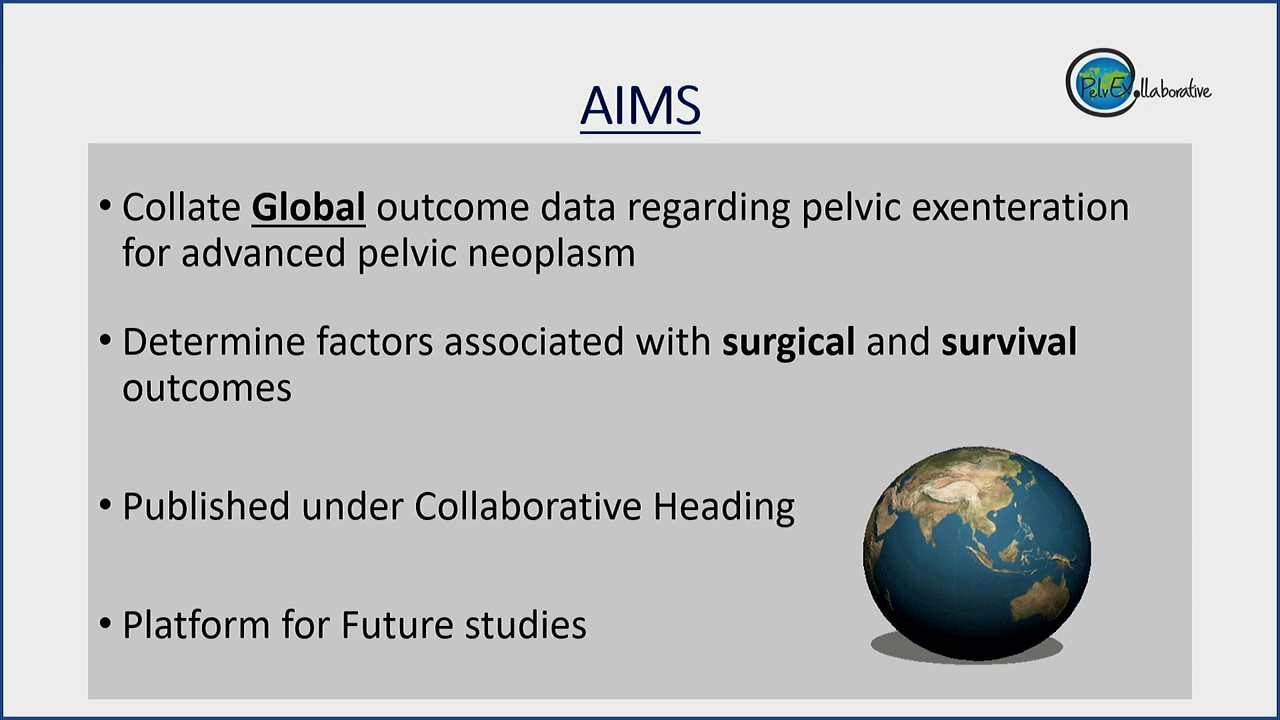 PelvEx.llaborative
AIMS
• Collate Global outcome data regarding pelvic exenteration
for advanced pelvic neoplasm
• Determine factors associated with surgical and survival
outcomes
• Published under Collaborative Heading
• Platform for Future studies